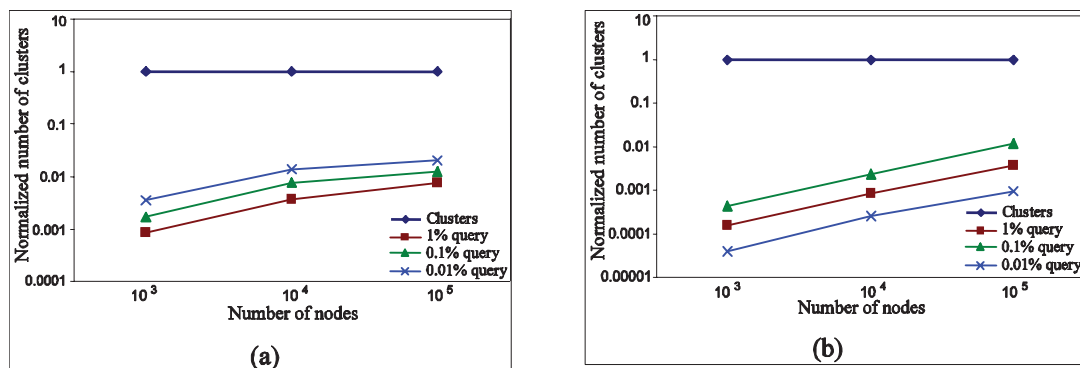 Normalized number of clusters
10
1
0.1
0.01
0.001
0.0001
Clusters
1% query
0.1% query
0.01% query
10 3
10 4
10 5
Number of nodes
(a)
Normalized number of clusters
10
1
0.1
0.01
0.001
0.0001
0.00001
Clusters
1% query
0.1% query
0.01% query
10 3
10 4
10 5
Number of nodes
(b)